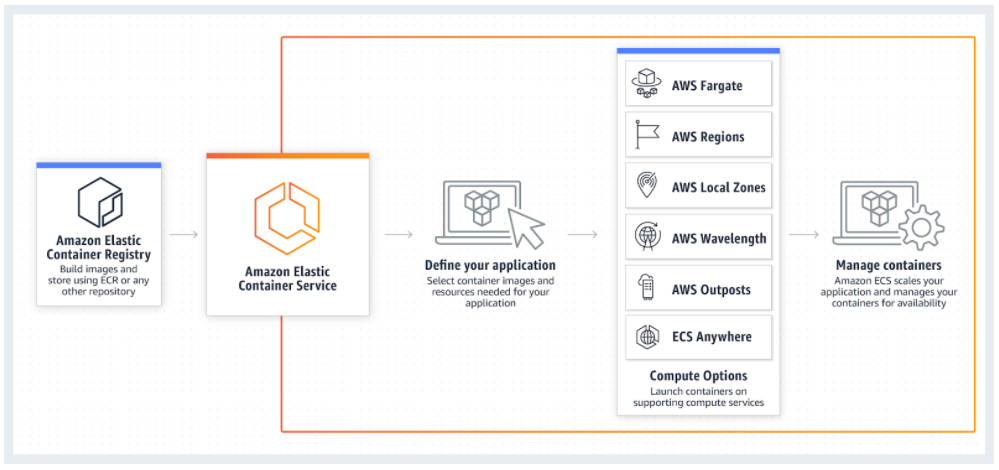 Amazon Elastic
Container Registry
Build images and
store using ECR or any
other repository
Amazon Elastic
Container Service
Define your application
Select container images and
resources needed for your
application
AWS Fargate
AWS Regions
AWS Local Zones
AWS Wavelength
AWS Outposts
ECS Anywhere
Compute Options
Launch containers on
supporting compute services
Manage containers
Amazon ECS scales your
application and manages your
containers for availability